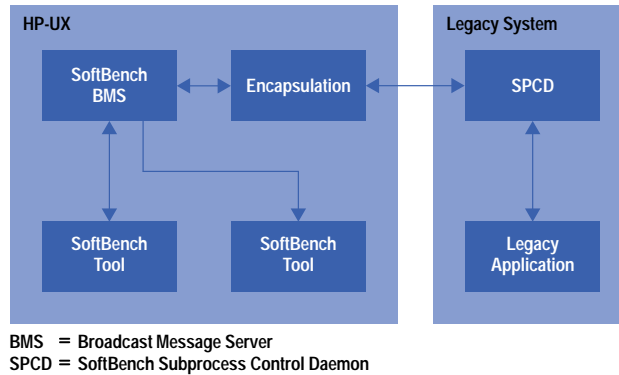 HP-UX
Legacy System
SoftBench
BMS
Encapsulation
SPCD
SoftBench
Tool
SoftBench
Tool
Legacy
Application
BMS = Broadcast Message Server
SPCD = SoftBench Subprocess Control Daemon